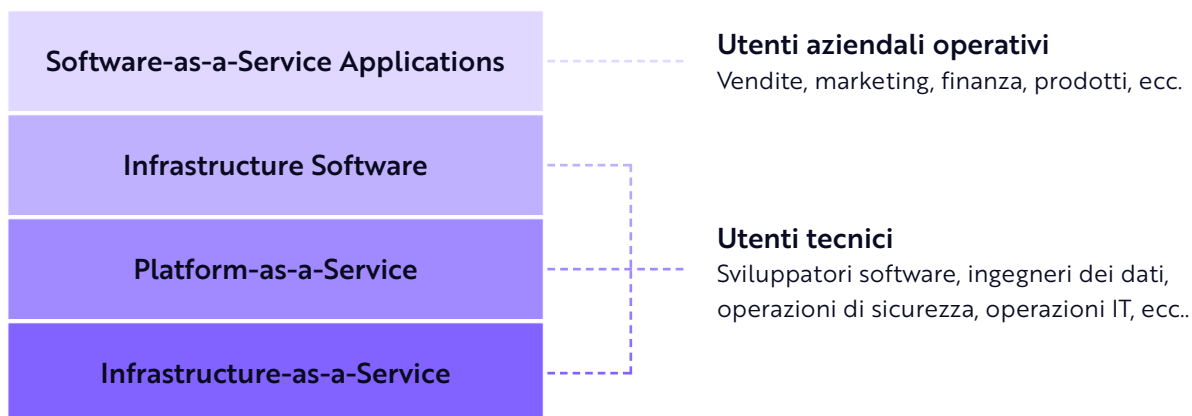 Software-as-a-Service Applications
Utenti aziendali operativi
Vendite, marketing, finanza, prodotti, ecc.
Infrastructure Software
Platform-as-a-Service
Utenti tecnici
Sviluppatori software, ingegneri dei dati,
operazioni di sicurezza, operazioni IT, ecc..
Infrastructure-as-a-Service